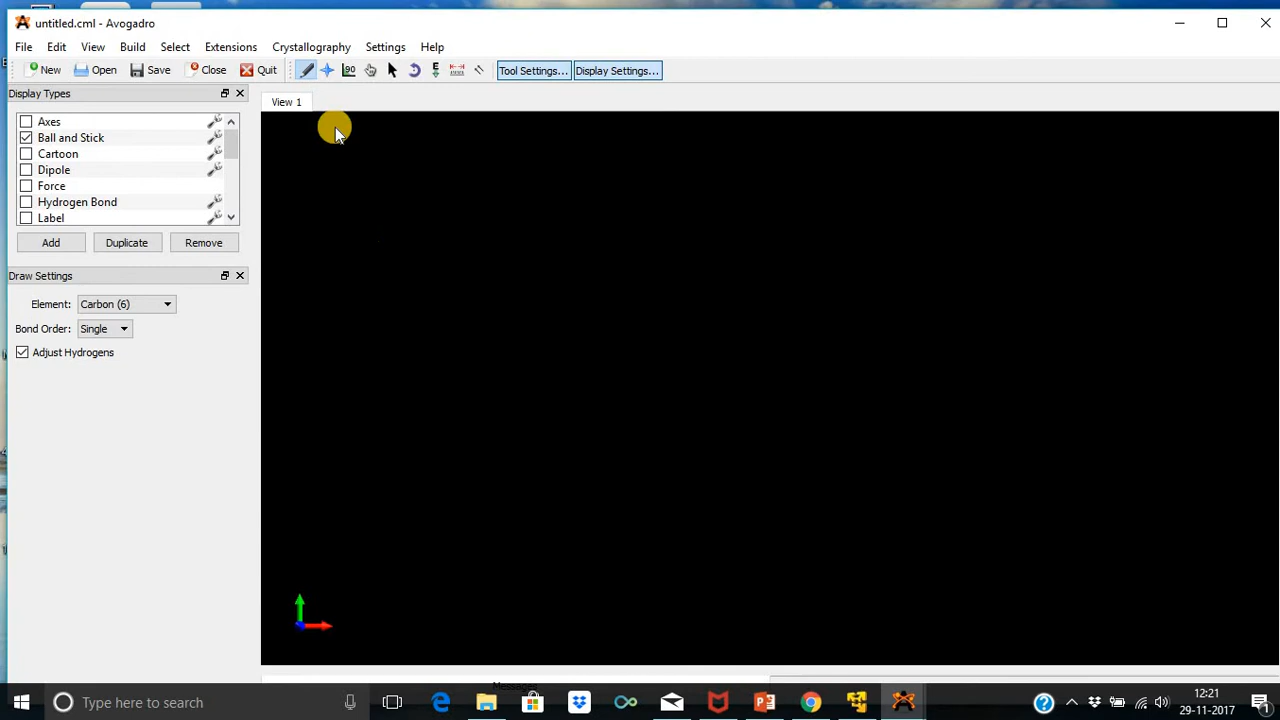 untitled.cml - Avogadro
File Edit View Build Select Extensions Crystallography Settings Help
New Open Save Close Quit Tool Settings... Display Settings...
Display Types
View 1
Axes
Ball and Stick
Cartoon
Dipole
Force
Hydrogen Bond
Label
Add Duplicate Remove
Draw Settings
Element: Carbon (6)
Bond Order: Single
Adjust Hydrogens
Messages
Type here to search
12:21
29-11-2017